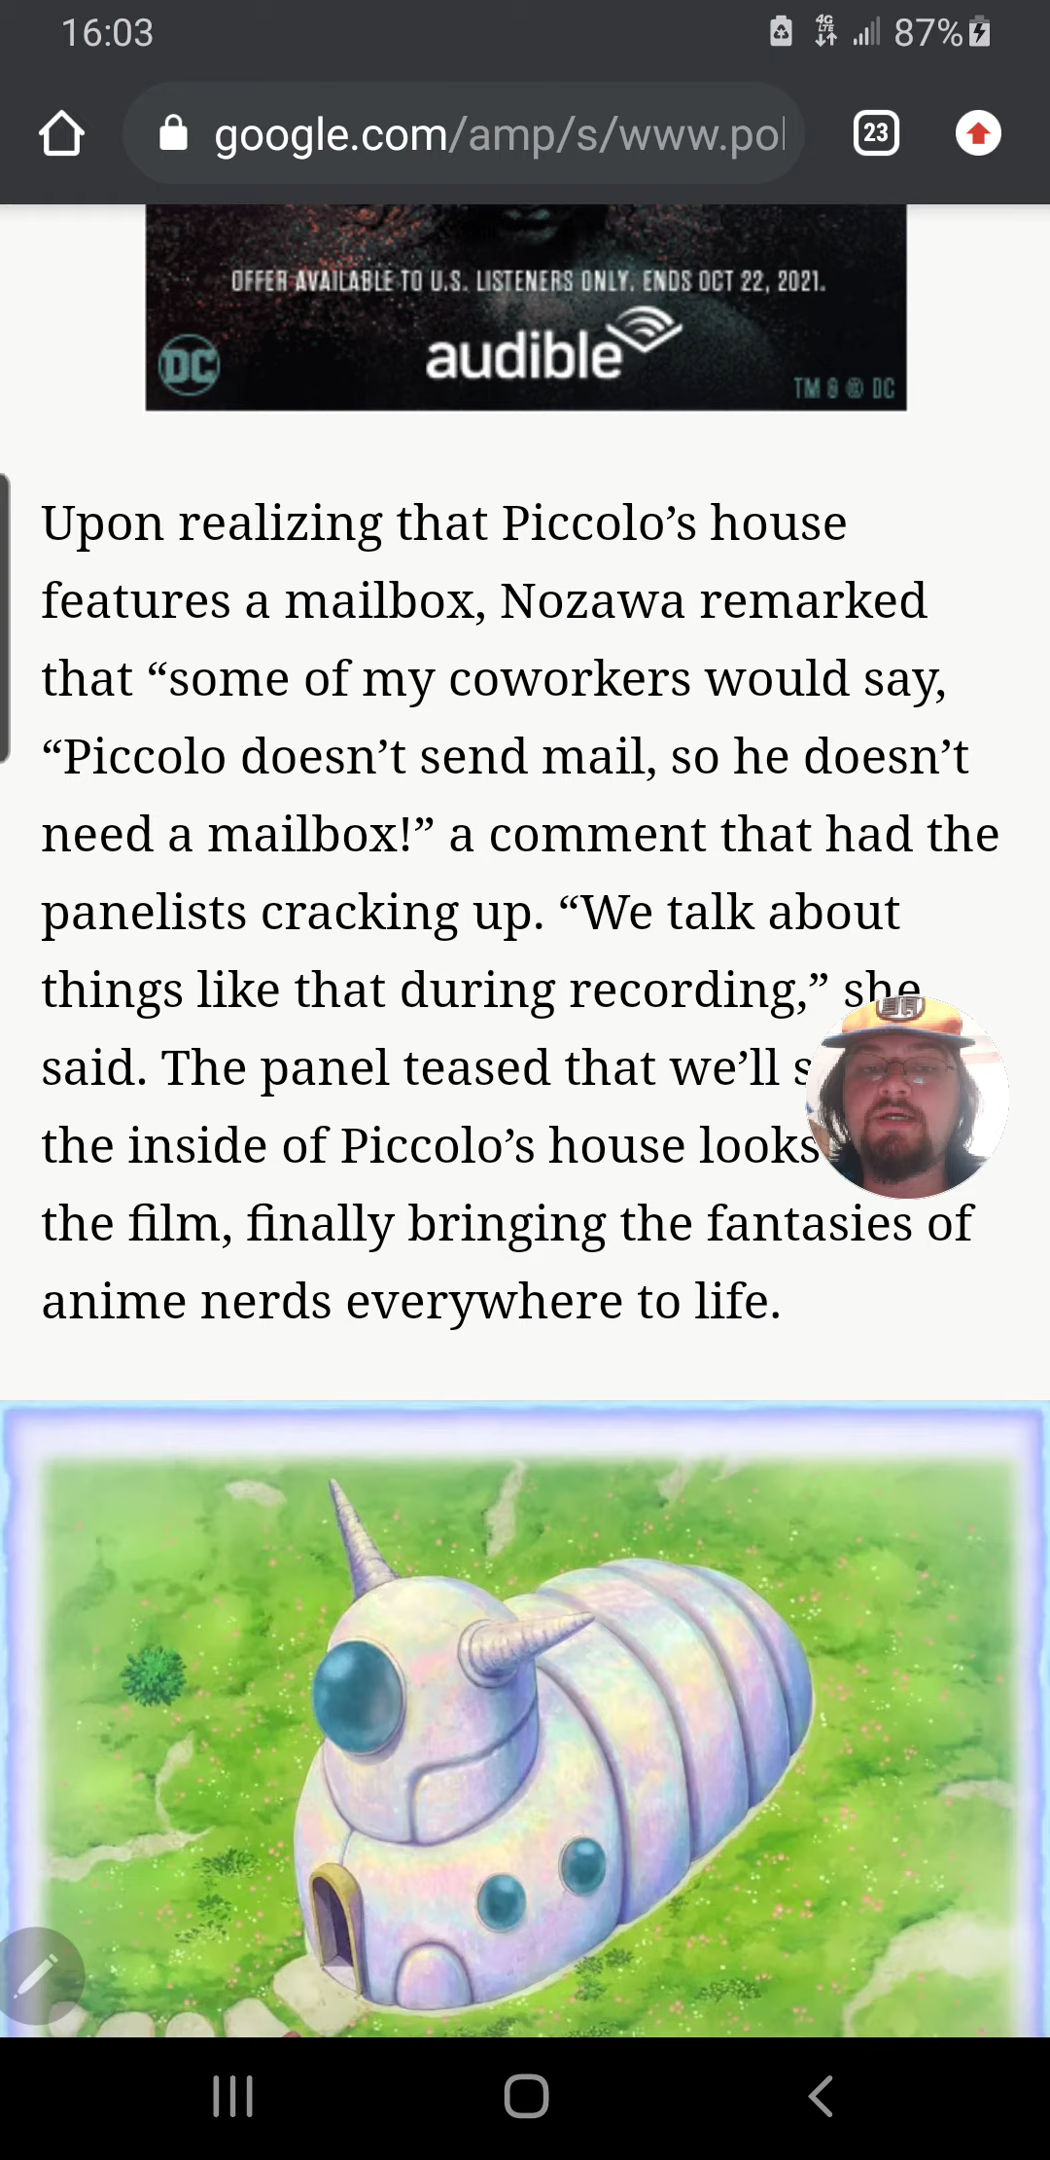 16:03
4G LTE 87%
google.com/amp/s/www.pol
23
OFFER AVAILABLE TO U.S. LISTENERS ONLY. ENDS OCT 22, 2021.
DC audible
TM & © DC
Upon realizing that Piccolo’s house
features a mailbox, Nozawa remarked
that “some of my coworkers would say,
“Piccolo doesn’t send mail, so he doesn’t
need a mailbox!” a comment that had the
panelists cracking up. “We talk about
things like that during recording,” she
said. The panel teased that we’ll s
the inside of Piccolo’s house looks
the film, finally bringing the fantasies of
anime nerds everywhere to life.